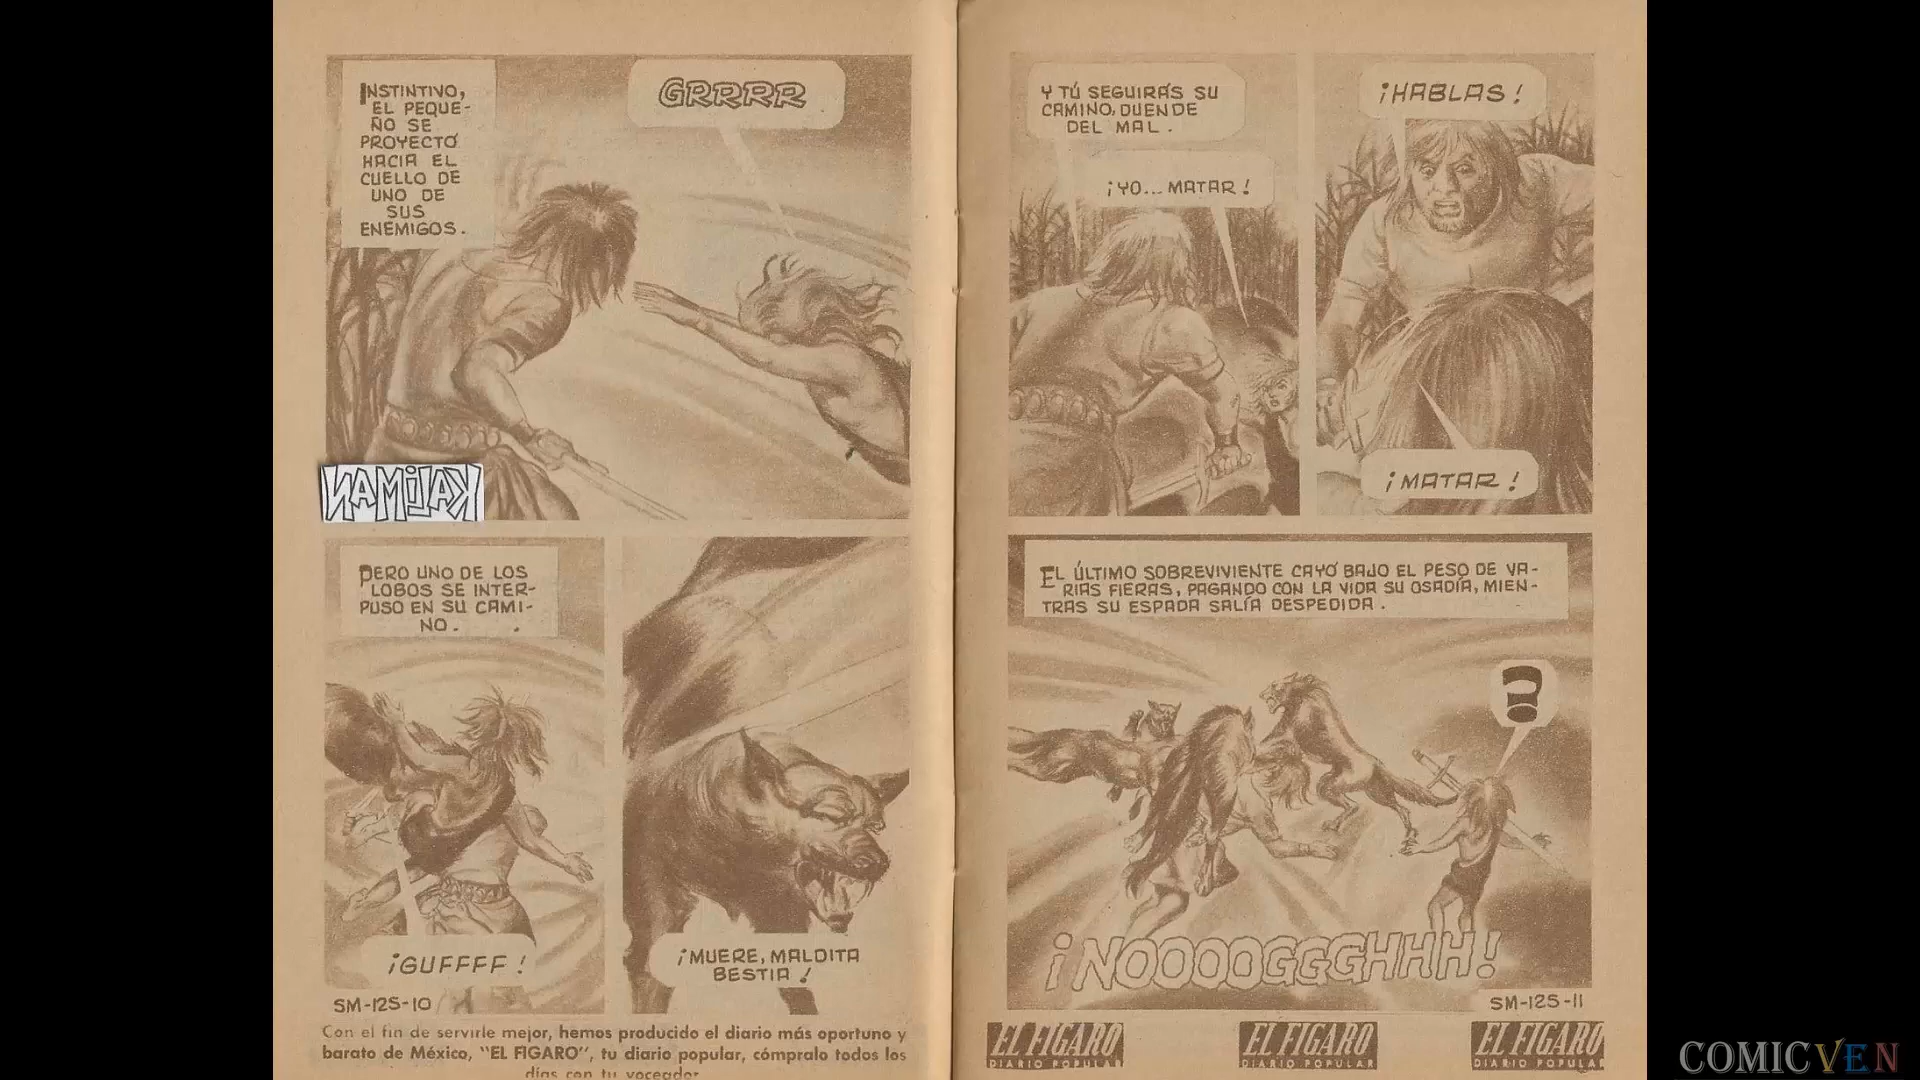 INSTINTIVO,
EL PEQUE-
ÑO SE
PROYECTÓ
HACIA EL
CUELLO DE
UNO DE
SUS
ENEMIGOS.
GRRRR
KALIMAN
PERO UNO DE LOS
LOBOS SE INTER-
PUSO EN SU CAMI-
NO.
¡GUFFFF!
¡MUERE, MALDITA
BESTIA!
SM-125-10
Con el fin de servirle mejor, hemos producido el diario más oportuno y
barato de México, "EL FIGARO", tu diario popular, cómpralo todos los
días con tu voceador
Y TÚ SEGUIRÁS SU
CAMINO, DUENDE
DEL MAL.
¡YO... MATAR!
¡HABLAS!
¡MATAR!
EL ÚLTIMO SOBREVIVIENTE CAYÓ BAJO EL PESO DE VA-
RIAS FIERAS, PAGANDO CON LA VIDA SU OSADÍA, MIEN-
TRAS SU ESPADA SALÍA DESPEDIDA.
?
¡NOOOOGGGHHH!
SM-125-11
EL FIGARO
DIARIO POPULAR
EL FIGARO
DIARIO POPULAR
EL FIGARO
DIARIO POPULAR
COMICVEN